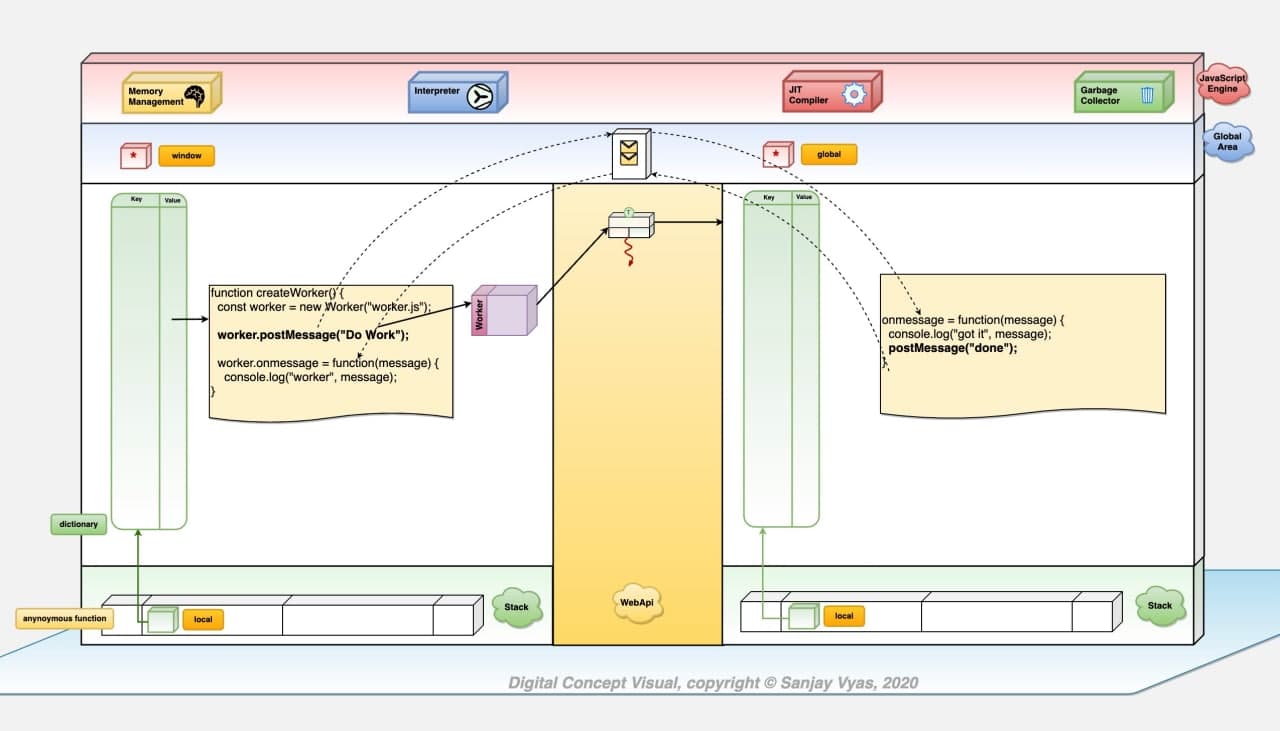 Memory
Management
Interpreter
JIT
Compiler
Garbage
Collector
JavaScript
Engine
* window
* global
Global
Area
Key Value
T
Key Value
function createWorker() {
const worker = new Worker("worker.js");
worker.postMessage("Do Work");
worker.onmessage = function(message) {
console.log("worker", message);
}
Worker
onmessage = function(message) {
console.log("got it", message);
postMessage("done");
}
dictionary
anynoymous function
local
Stack
WebApi
local
Stack
Digital Concept Visual, copyright © Sanjay Vyas, 2020